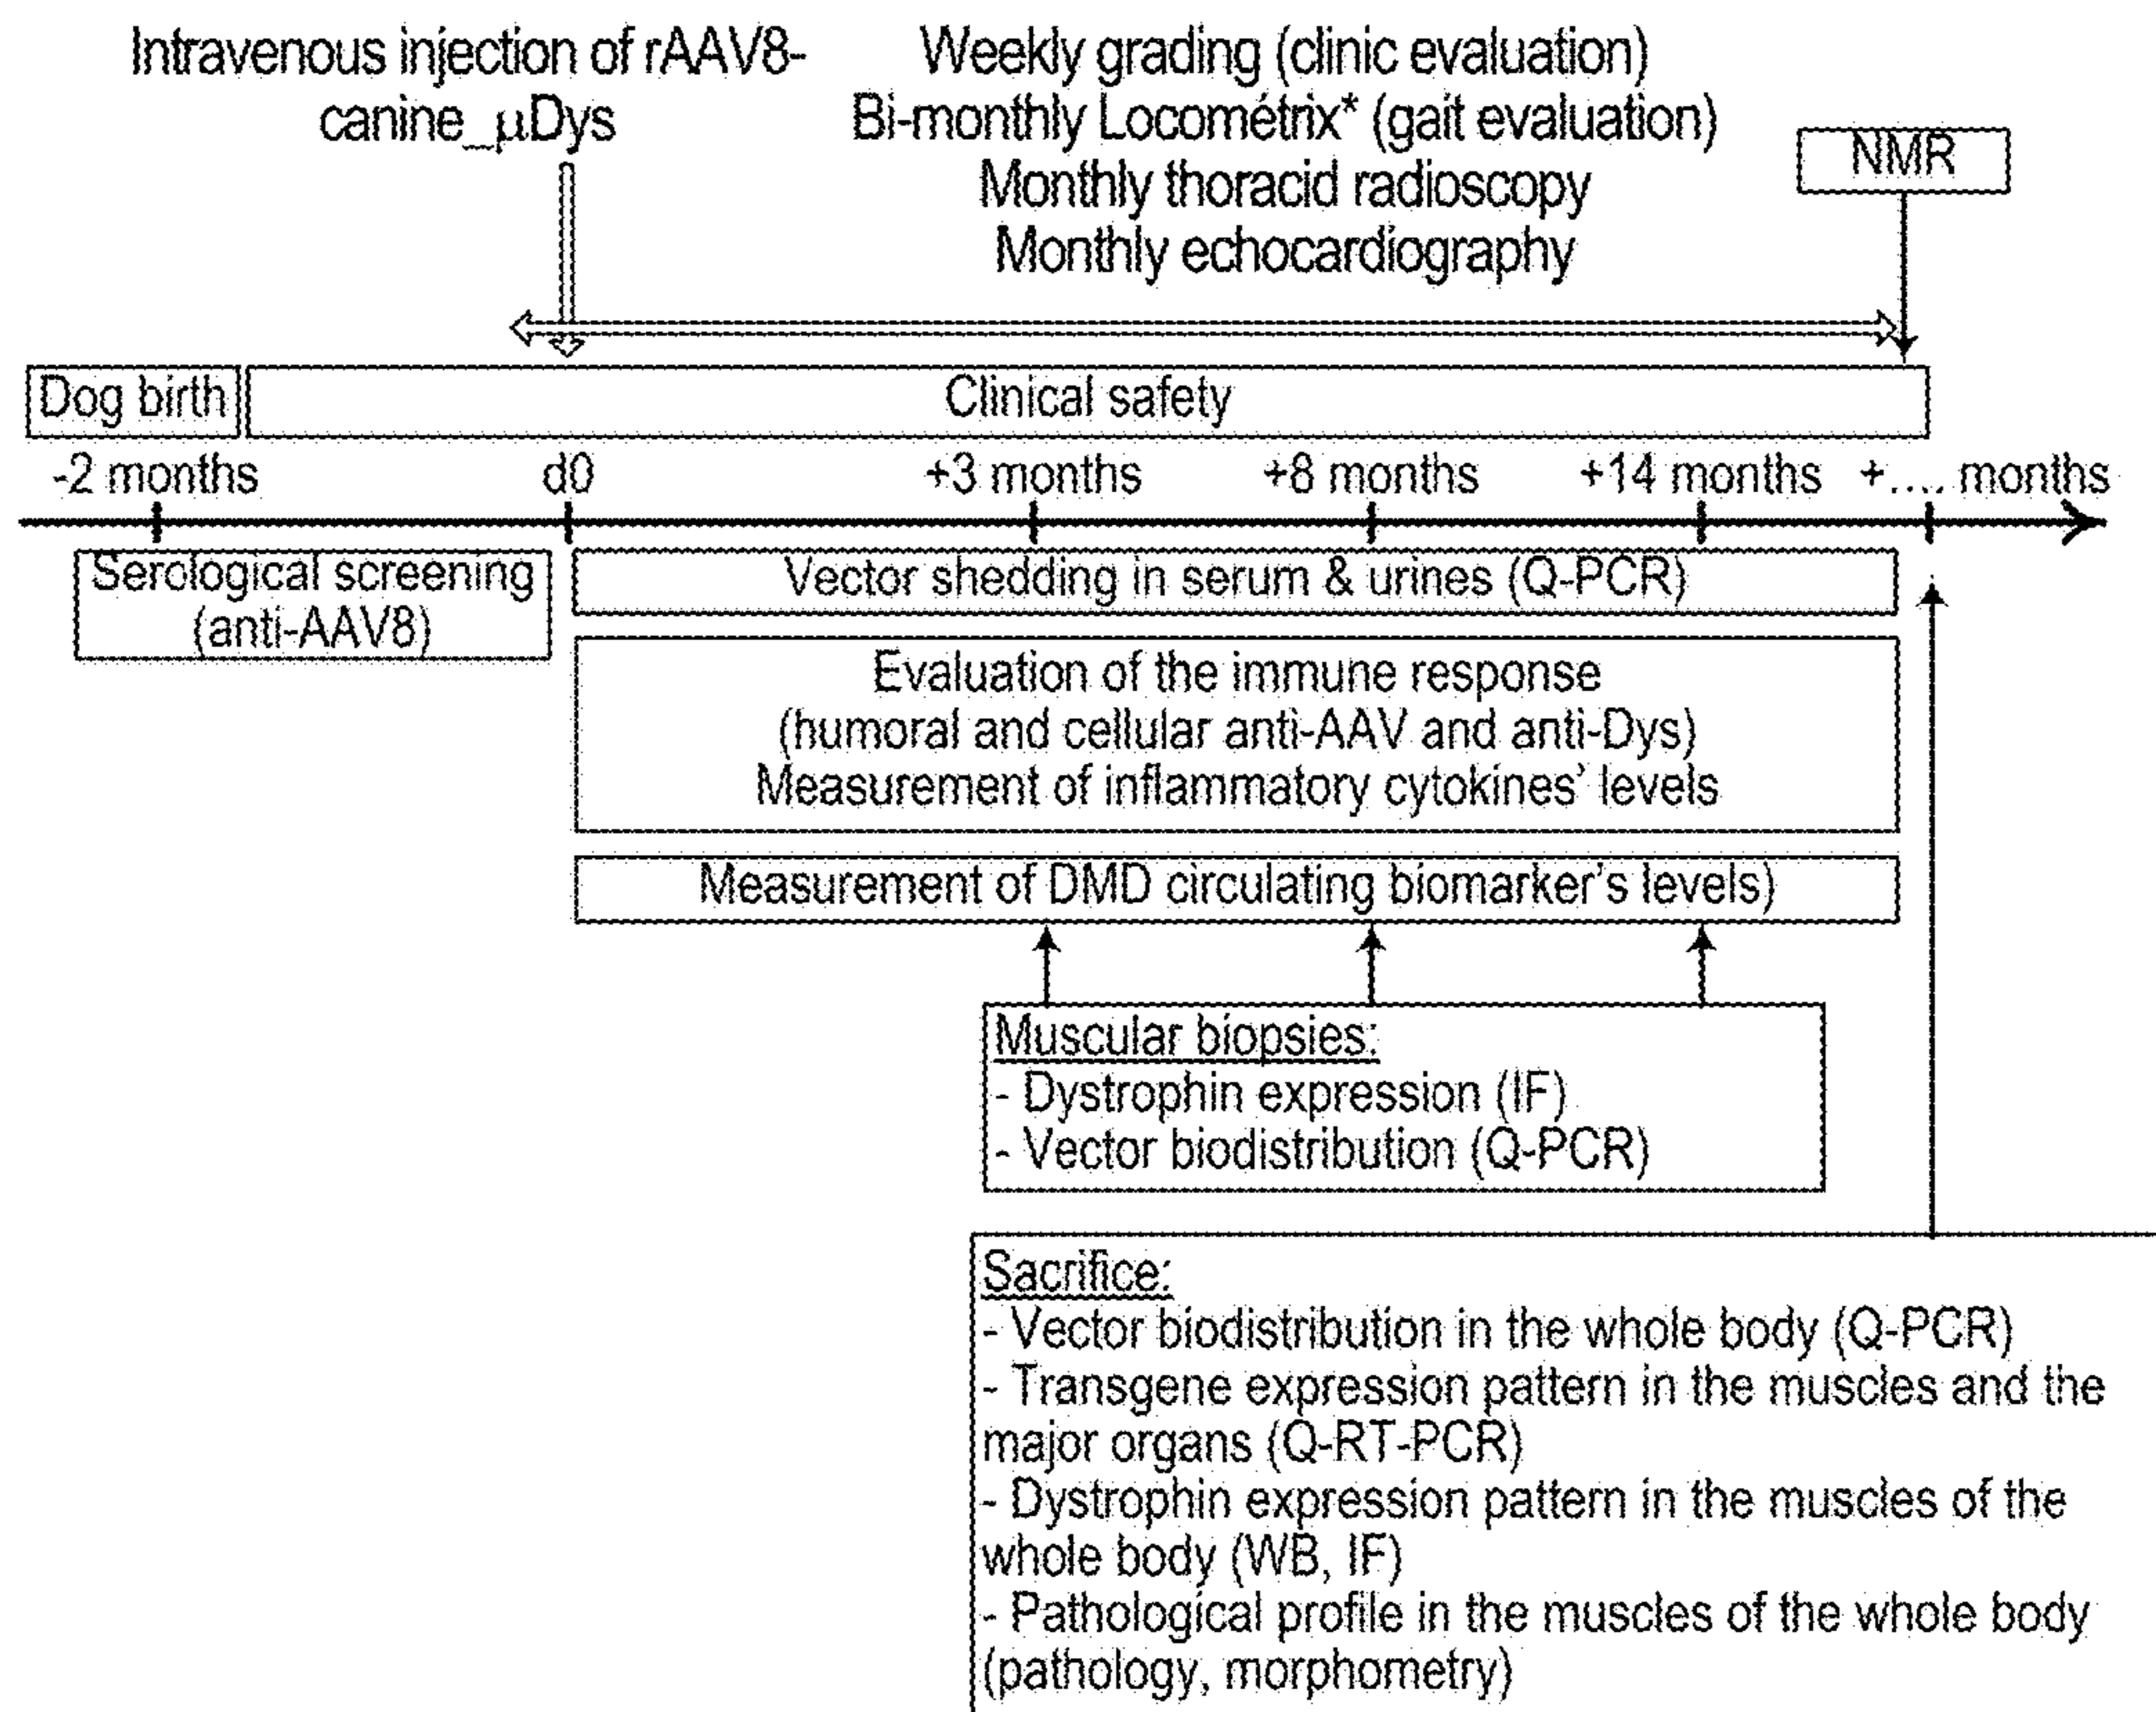 Intravenous injection of rAAV8-
canine_µDys
Weekly grading (clinic evaluation)
Bi-monthly Locométrix* (gait evaluation)
Monthly thoracid radioscopy
Monthly echocardiography
NMR
Dog birth
Clinical safety
-2 months
d0
+3 months
+8 months
+14 months
+.... months
Serological screening
(anti-AAV8)
Vector shedding in serum & urines (Q-PCR)
Evaluation of the immune response
(humoral and cellular anti-AAV and anti-Dys)
Measurement of inflammatory cytokines' levels
Measurement of DMD circulating biomarker's levels)
Muscular biopsies:
- Dystrophin expression (IF)
- Vector biodistribution (Q-PCR)
Sacrifice:
- Vector biodistribution in the whole body (Q-PCR)
- Transgene expression pattern in the muscles and the
major organs (Q-RT-PCR)
- Dystrophin expression pattern in the muscles of the
whole body (WB, IF)
- Pathological profile in the muscles of the whole body
(pathology, morphometry)